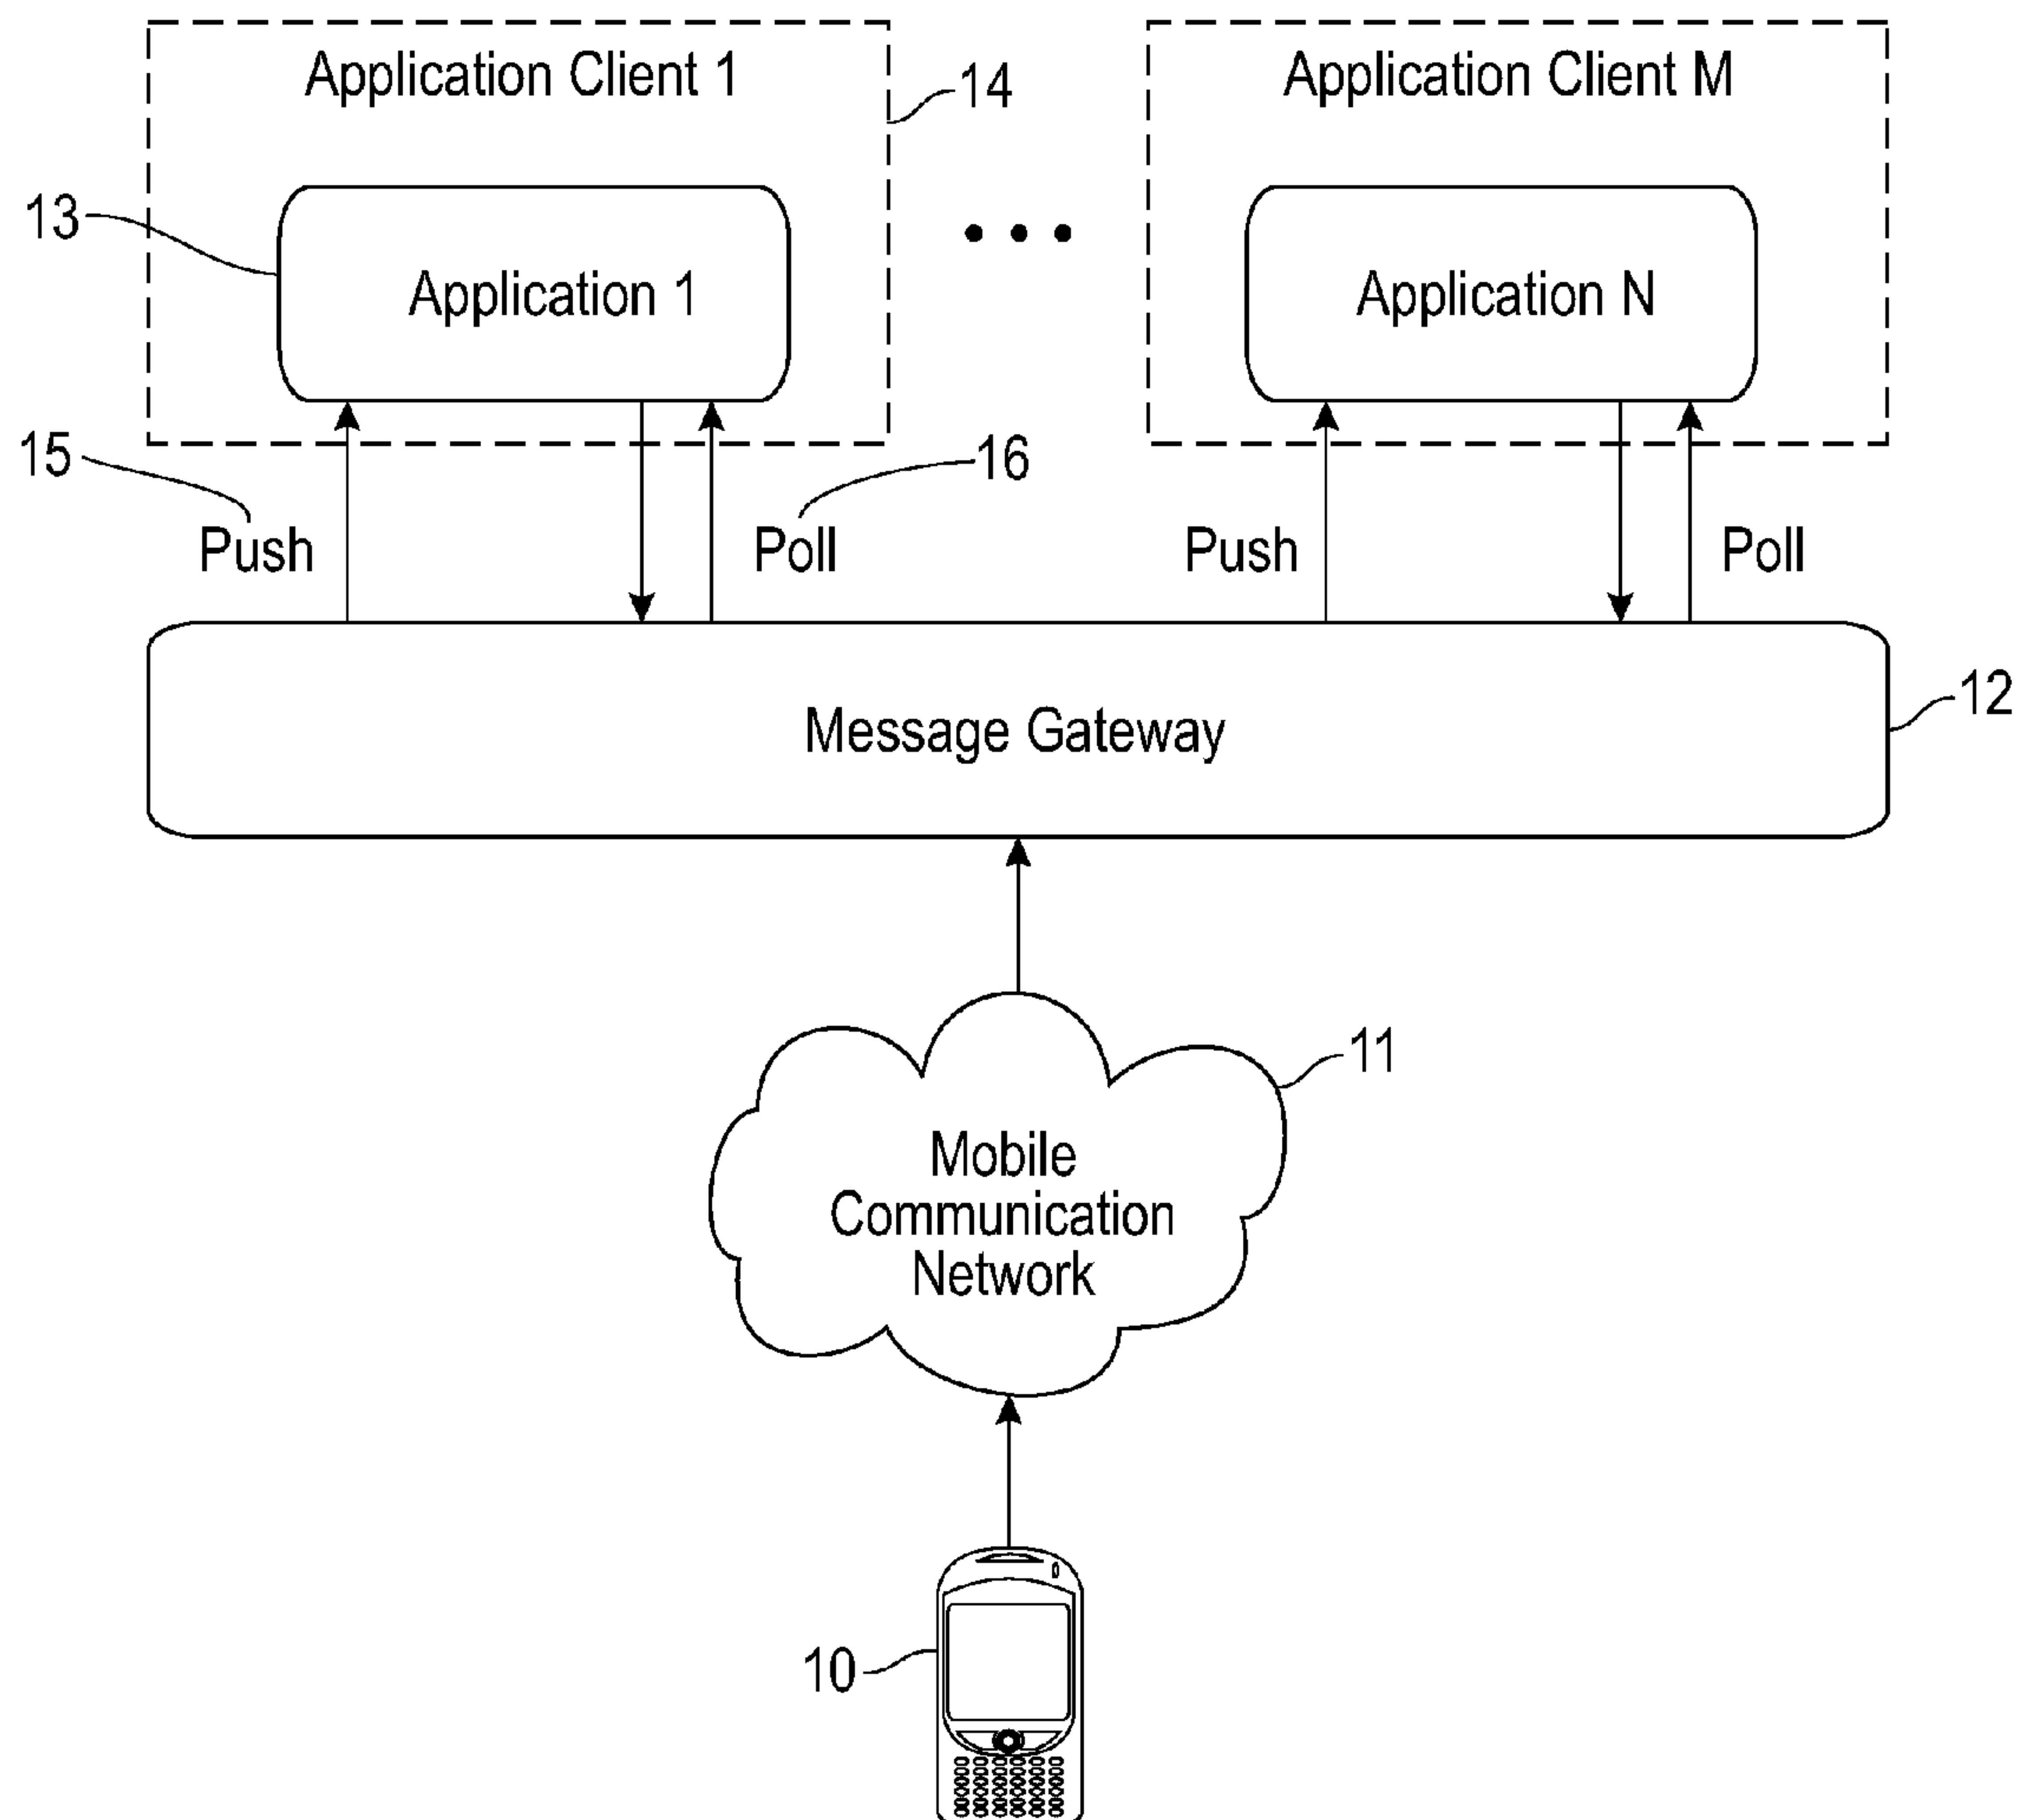 Application Client 1
14
Application Client M
13
Application 1
Application N
15
16
Push
Poll
Push
Poll
Message Gateway
12
11
Mobile
Communication
Network
10